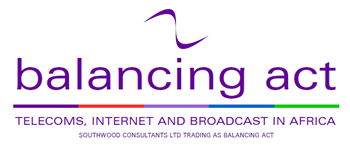 balancing act
TELECOMS, INTERNET AND BROADCAST IN AFRICA
SOUTHWOOD CONSULTANTS LTD TRADING AS BALANCING ACT